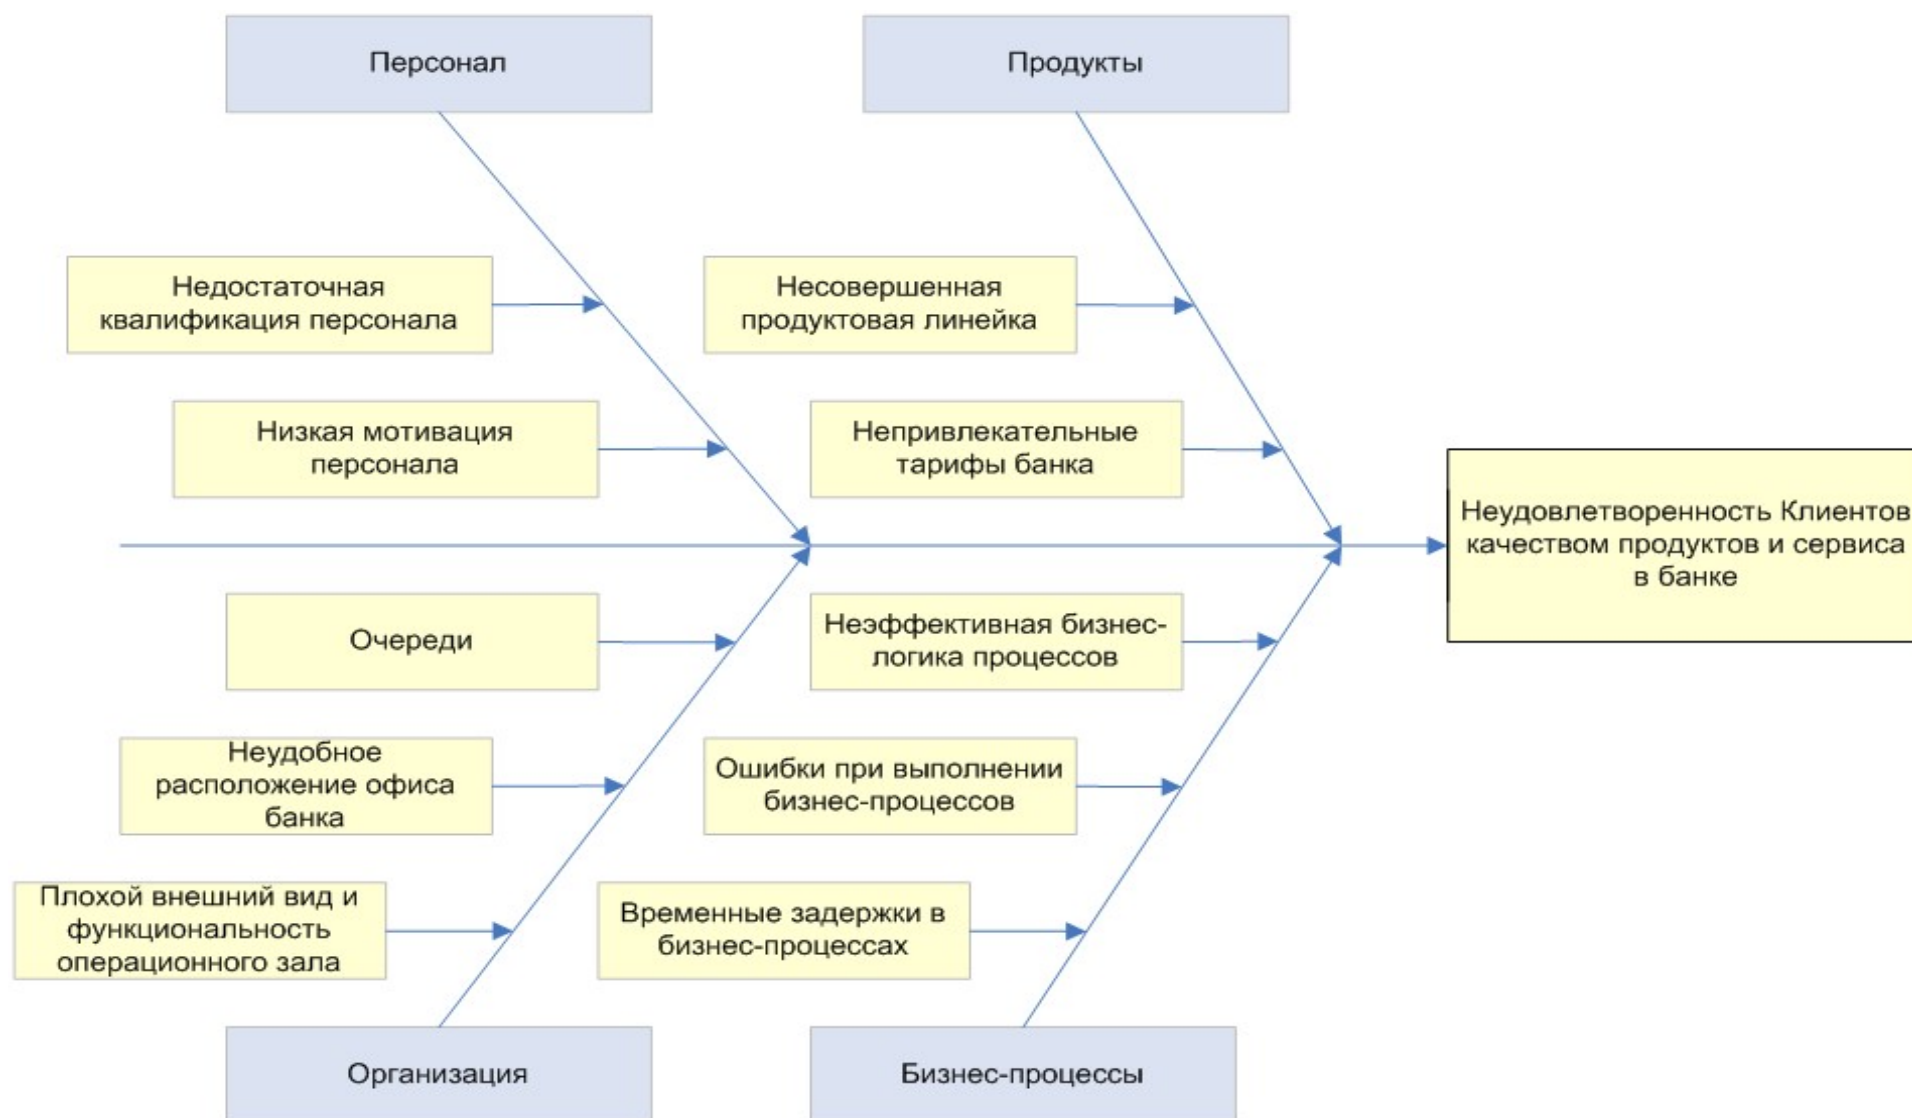 Персонал
Продукты
Недостаточная
квалификация персонала
Несовершенная
продуктовая линейка
Низкая мотивация
персонала
Непривлекательные
тарифы банка
Неудовлетворенность Клиентов
качеством продуктов и сервиса
в банке
Очереди
Неэффективная бизнес-
логика процессов
Неудобное
расположение офиса
банка
Ошибки при выполнении
бизнес-процессов
Плохой внешний вид и
функциональность
операционного зала
Временные задержки в
бизнес-процессах
Организация
Бизнес-процессы